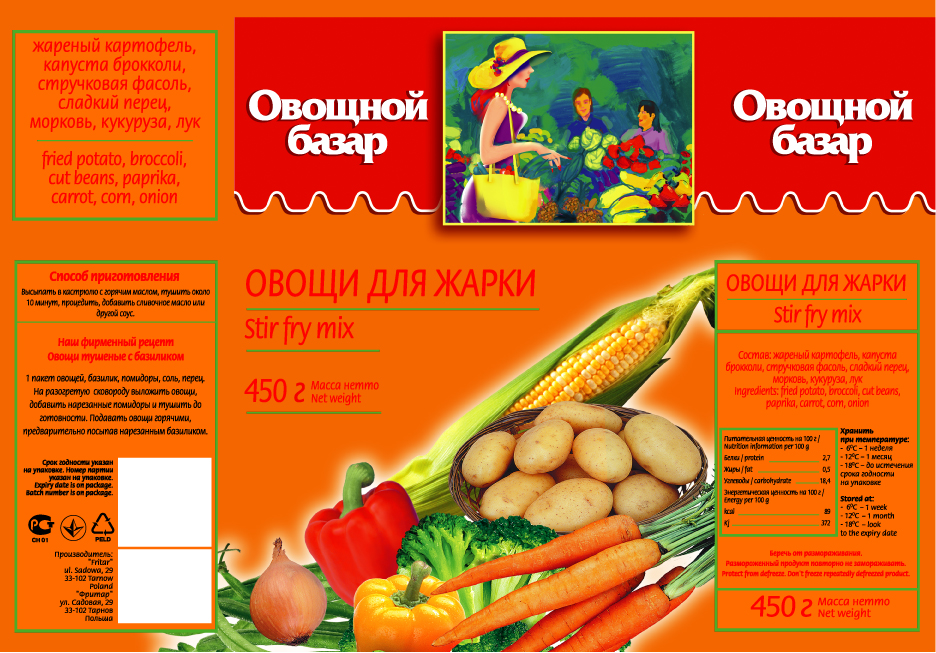 жареный картофель,
капуста брокколи,
стручковая фасоль,
сладкий перец,
морковь, кукуруза, лук
fried potato, broccoli,
cut beans, paprika,
carrot, corn, onion
Овощной
базар
Овощной
базар
Способ приготовления
Высыпать в кастрюлю с горячим маслом, тушить около
10 минут, процедить, добавить сливочное масло или
другой соус.
Наш фирменный рецепт
Овощи тушеные с базиликом
1 пакет овощей, базилик, помидоры, соль, перец.
На разогретую сковороду выложить овощи,
добавить нарезанные помидоры и тушить до
готовности. Подавать овощи горячими,
предварительно посыпав нарезанным базиликом.
Срок годности указан
на упаковке. Номер партии
указан на упаковке.
Expiry date is on package.
Batch number is on package.
РСТ
CH 01
PELD
Производитель:
"Fritar"
ul. Sadowa, 29
33-102 Tarnow
Poland
"Фритар"
ул. Садовая, 29
33-102 Тарнов
Польша
ОВОЩИ ДЛЯ ЖАРКИ
Stir fry mix
450 г Масса нетто
Net weight
ОВОЩИ ДЛЯ ЖАРКИ
Stir fry mix
Состав: жареный картофель, капуста
брокколи, стручковая фасоль, сладкий перец,
морковь, кукуруза, лук
Ingredients: fried potato, broccoli, cut beans,
paprika, carrot, corn, onion
Питательная ценность на 100 г /
Nutrition information per 100 g
Белки / protein 2,7
Жиры / fat 0,5
Углеводы / carbohydrate 18,4
Энергетическая ценность на 100 г /
Energy per 100 g
kcal 89
Kj 372
Хранить
при температуре:
- 6⁰С – 1 неделя
- 12⁰С – 1 месяц
- 18⁰С – до истечения
срока годности
на упаковке
Stored at:
- 6⁰C – 1 week
- 12⁰C – 1 month
- 18⁰C – look
to the expiry date
Беречь от размораживания.
Размороженный продукт повторно не замораживать.
Protect from defreeze. Don't freeze repeatedly defreezed product.
450 г Масса нетто
Net weight